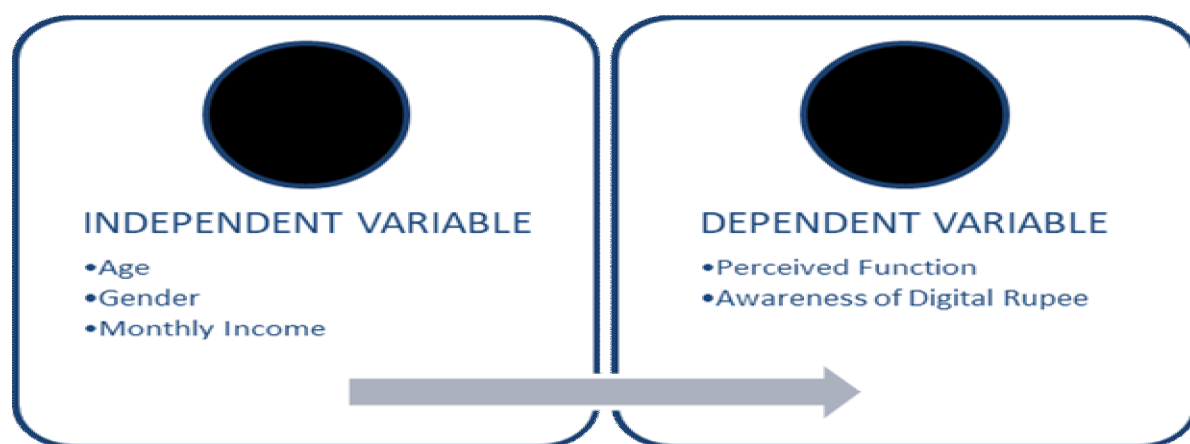 INDEPENDENT VARIABLE
•Age
•Gender
•Monthly Income
DEPENDENT VARIABLE
•Perceived Function
•Awareness of Digital Rupee